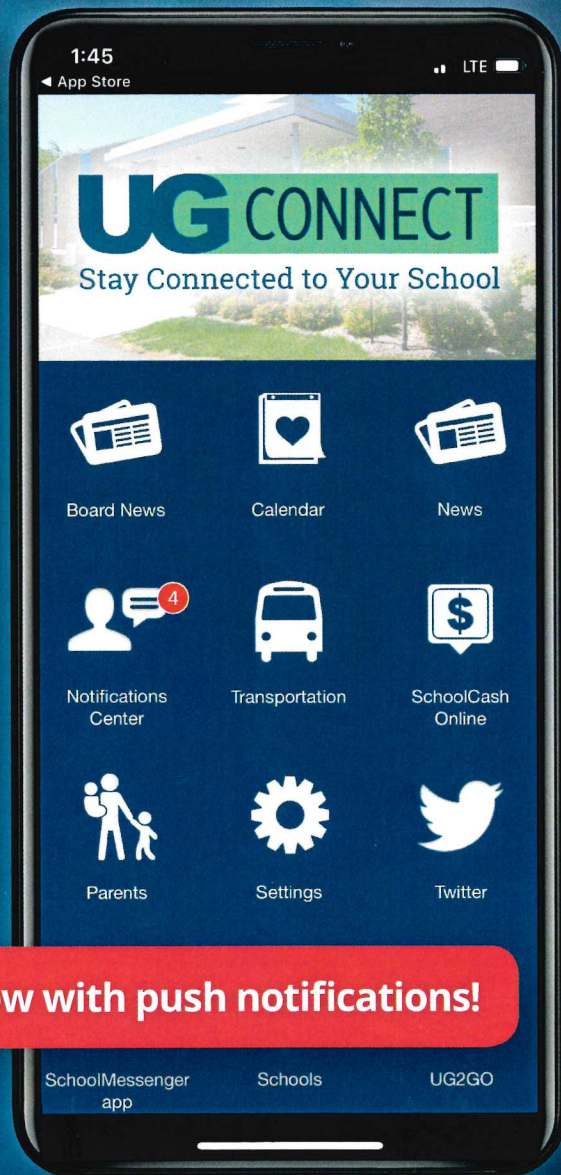 1:45
◀ App Store
LTE
UG CONNECT
Stay Connected to Your School
Board News
Calendar
News
4
$
Notifications
Center
Transportation
SchoolCash
Online
Parents
Settings
Twitter
with push notifications!
SchoolMessenger
app
Schools
UG2GO